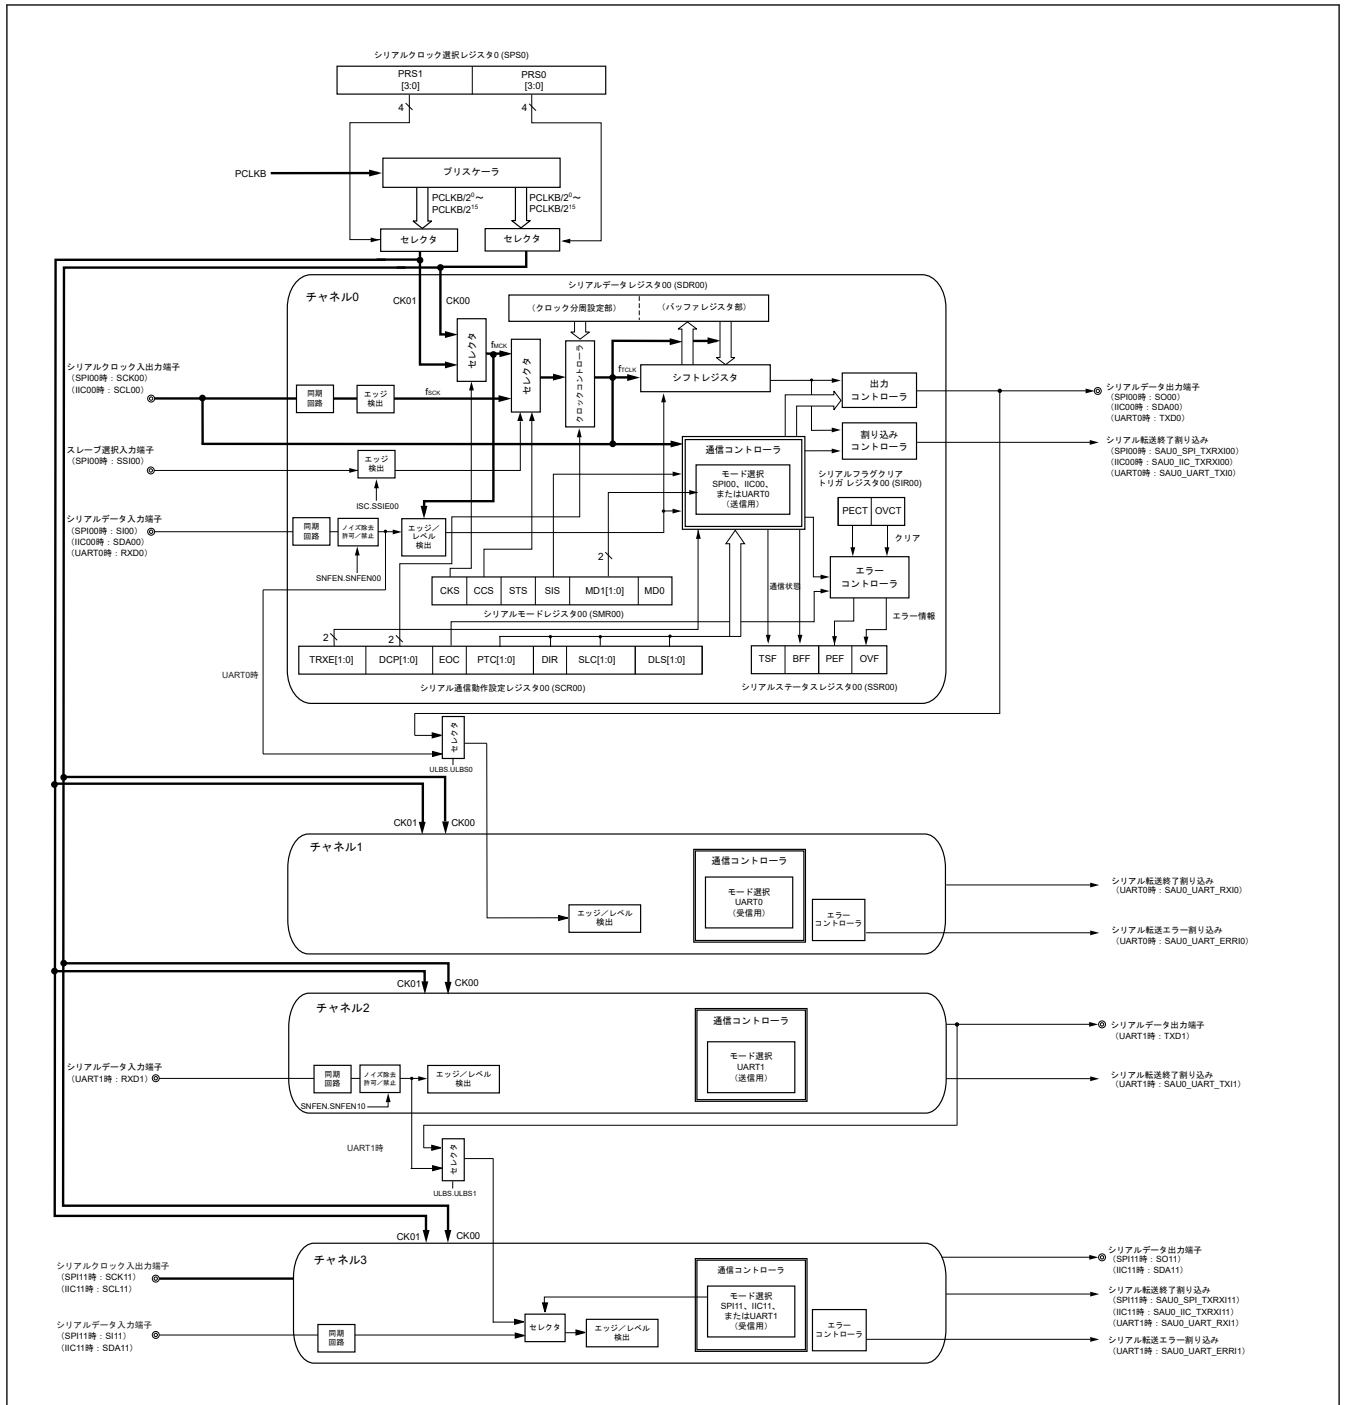 シリアルクロック選択レジスタ0 (SPS0)
PRS1
[3:0]
PRS0
[3:0]
4
4
PCLKB
プリスケーラ
PCLKB/2⁰～
PCLKB/2¹⁵
PCLKB/2⁰～
PCLKB/2¹⁵
セレクタ
セレクタ
チャネル0
CK01
CK00
シリアルデータレジスタ00 (SDR00)
（クロック分周設定部）
（バッファレジスタ部）
セレクタ
fMCK
セレクタ
クロックコントローラ
fTCLK
シフトレジスタ
出力
コントローラ
シリアルクロック入出力端子
（SPI00時：SCK00）
（IIC00時：SCL00）
同期
回路
エッジ
検出
fSCK
シリアルデータ出力端子
（SPI00時：SO00）
（IIC00時：SDA00）
（UART0時：TXD0）
割り込み
コントローラ
シリアル転送終了割り込み
（SPI00時：SAU0_SPI_TXRXI00）
（IIC00時：SAU0_IIC_TXRXI00）
（UART0時：SAU0_UART_TXI0）
通信コントローラ
モード選択
SPI00、IIC00、
またはUART0
（送信用）
スレーブ選択入力端子
（SPI00時：SSI00）
エッジ
検出
ISC.SSIE00
シリアルフラグクリア
トリガ レジスタ00 (SIR00)
PECT
OVCT
クリア
シリアルデータ入力端子
（SPI00時：SI00）
（IIC00時：SDA00）
（UART0時：RXD0）
同期
回路
ノイズ除去
許可／禁止
エッジ／
レベル
検出
SNFEN.SNFEN00
2
エラー
コントローラ
通信状態
エラー情報
CKS
CCS
STS
SIS
MD1[1:0]
MD0
シリアルモードレジスタ00 (SMR00)
2
2
TRXE[1:0]
DCP[1:0]
EOC
PTC[1:0]
DIR
SLC[1:0]
DLS[1:0]
シリアル通信動作設定レジスタ00 (SCR00)
TSF
BFF
PEF
OVF
シリアルステータスレジスタ00 (SSR00)
UART0時
セレクタ
ULBS.ULBS0
CK01
CK00
チャネル1
エッジ／レベル
検出
通信コントローラ
モード選択
UART0
（受信用）
エラー
コントローラ
シリアル転送終了割り込み
（UART0時：SAU0_UART_RXI0）
シリアル転送エラー割り込み
（UART0時：SAU0_UART_ERRI0）
CK01
CK00
チャネル2
通信コントローラ
モード選択
UART1
（送信用）
シリアルデータ出力端子
（UART1時：TXD1）
シリアルデータ入力端子
（UART1時：RXD1）
同期
回路
ノイズ除去
許可／禁止
エッジ／レベル
検出
SNFEN.SNFEN10
シリアル転送終了割り込み
（UART1時：SAU0_UART_TXI1）
UART1時
セレクタ
ULBS.ULBS1
CK01
CK00
チャネル3
シリアルクロック入出力端子
（SPI11時：SCK11）
（IIC11時：SCL11）
通信コントローラ
モード選択
SPI11、IIC11、
またはUART1
（受信用）
シリアルデータ出力端子
（SPI11時：SO11）
（IIC11時：SDA11）
シリアル転送終了割り込み
（SPI11時：SAU0_SPI_TXRXI11）
（IIC11時：SAU0_IIC_TXRXI11）
（UART1時：SAU0_UART_RXI1）
シリアルデータ入力端子
（SPI11時：SI11）
（IIC11時：SDA11）
同期
回路
セレクタ
エッジ／レベル
検出
エラー
コントローラ
シリアル転送エラー割り込み
（UART1時：SAU0_UART_ERRI1）